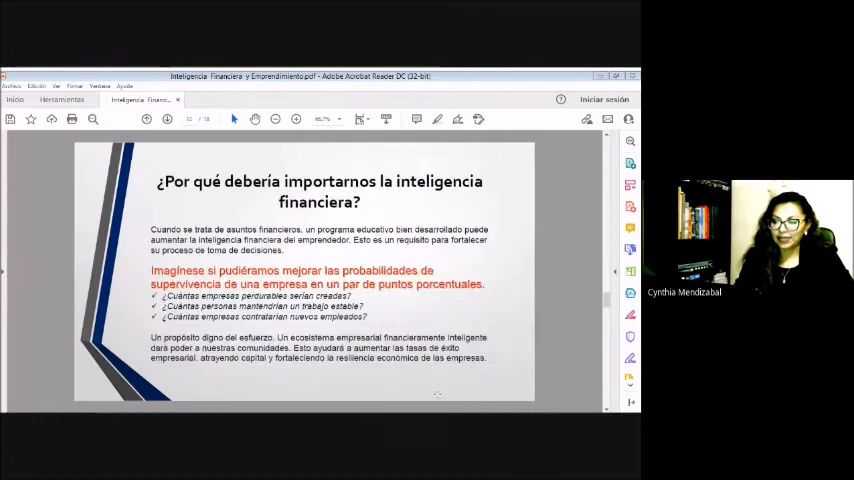 Inteligencia Financiera y Emprendimiento.pdf - Adobe Acrobat Reader DC (32-bit)
Archivo Edición Ver Firmar Ventana Ayuda
Inicio Herramientas Inteligencia Financ... × Iniciar sesión
12 / 18 66,7%
¿Por qué debería importarnos la inteligencia
financiera?
Cuando se trata de asuntos financieros, un programa educativo bien desarrollado puede
aumentar la inteligencia financiera del emprendedor. Esto es un requisito para fortalecer
su proceso de toma de decisiones.
Imagínese si pudiéramos mejorar las probabilidades de
supervivencia de una empresa en un par de puntos porcentuales.
✓ ¿Cuántas empresas perdurables serían creadas?
✓ ¿Cuántas personas mantendrían un trabajo estable?
✓ ¿Cuántas empresas contratarían nuevos empleados?
Un propósito digno del esfuerzo. Un ecosistema empresarial financieramente inteligente
dará poder a nuestras comunidades. Esto ayudará a aumentar las tasas de éxito
empresarial, atrayendo capital y fortaleciendo la resiliencia económica de las empresas.
Cynthia Mendizabal